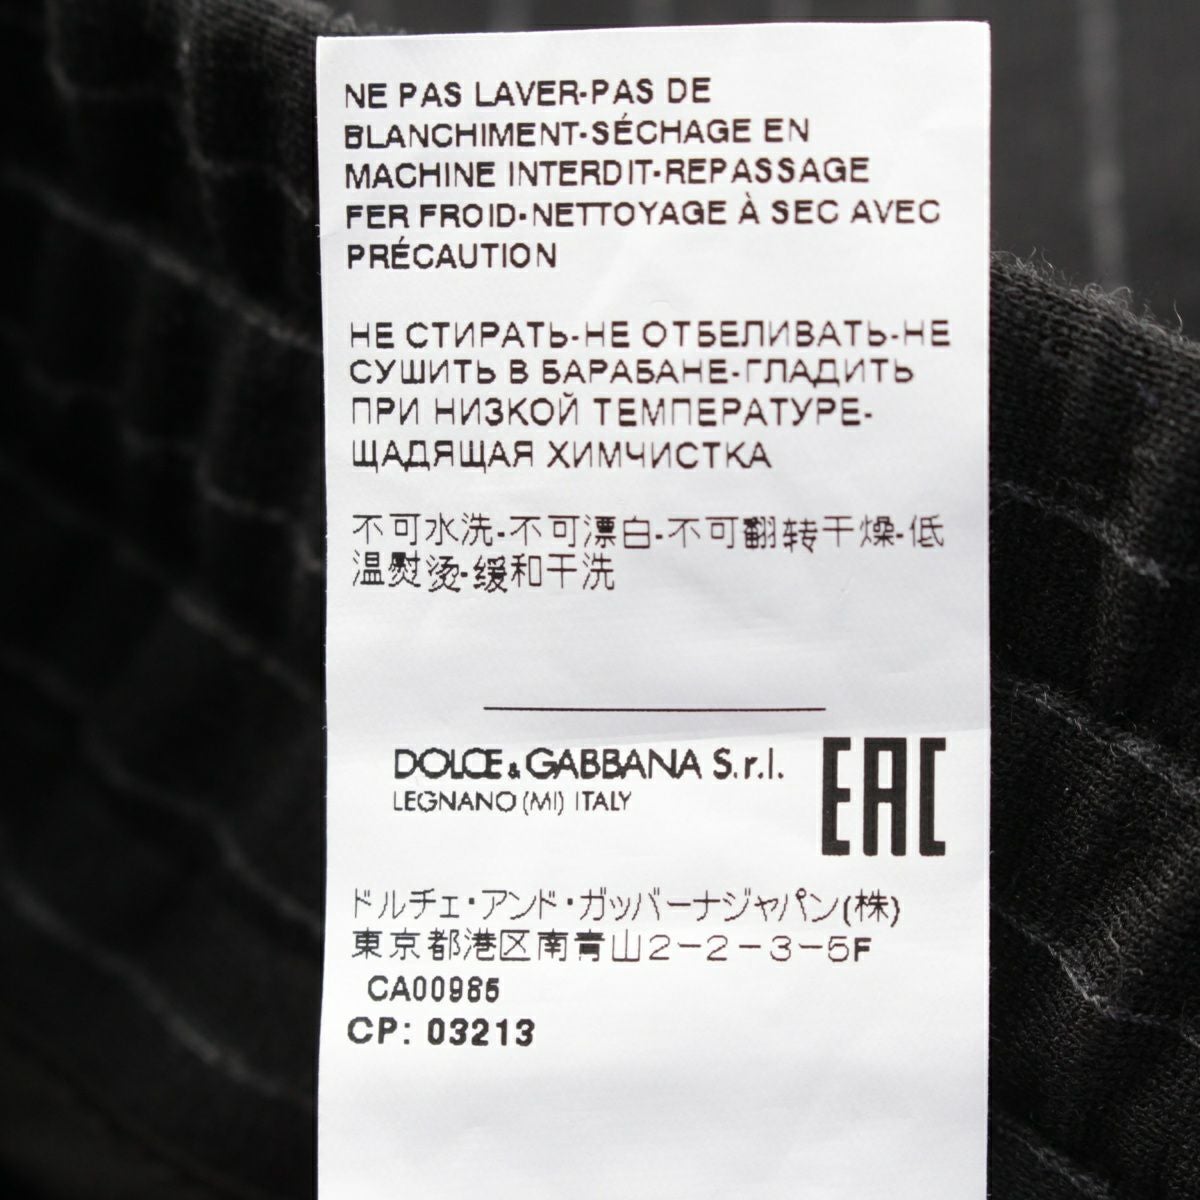 NE PAS LAVER-PAS DE
BLANCHIMENT-SÉCHAGE EN
MACHINE INTERDIT-REPASSAGE
FER FROID-NETTOYAGE À SEC AVEC
PRÉCAUTION
НЕ СТИРАТЬ-НЕ ОТБЕЛИВАТЬ-НЕ
СУШИТЬ В БАРАБАНЕ-ГЛАДИТЬ
ПРИ НИЗКОЙ ТЕМПЕРАТУРЕ-
ЩАДЯЩАЯ ХИМЧИСТКА
不可水洗-不可漂白-不可翻转干燥-低
温熨烫-缓和干洗
DOLCE & GABBANA S.r.l.
LEGNANO (MI) ITALY
EAC
ドルチェ・アンド・ガッバーナジャパン(株)
東京都港区南青山2-2-3-5F
CA00985
CP: 03213